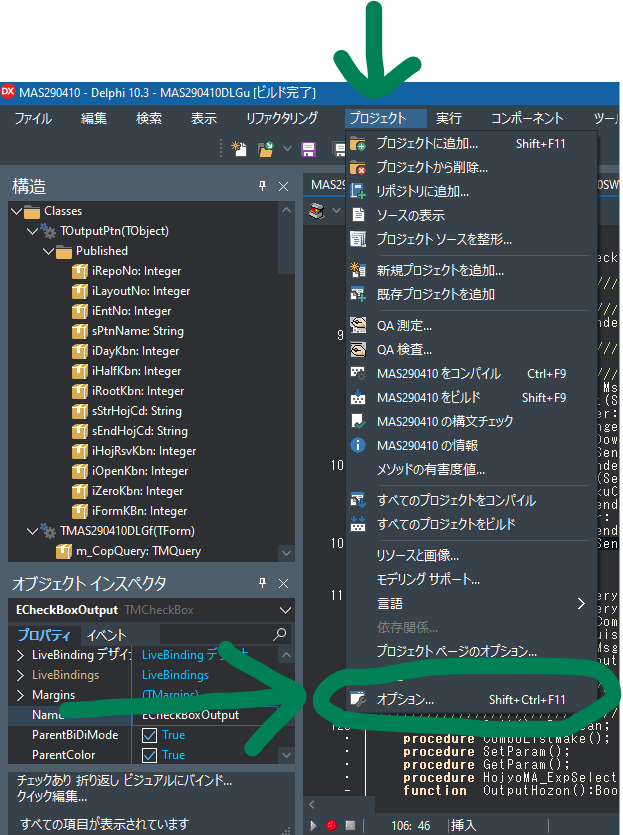 MAS290410 - Delphi 10.3 - MAS290410DLGu [ビルド完了]
ファイル 編集 検索 表示 リファクタリング プロジェクト 実行 コンポーネント ツー
プロジェクトに追加... Shift+F11
プロジェクトから削除...
リポジトリに追加...
ソースの表示
プロジェクト ソースを整形...
新規プロジェクトを追加...
既存プロジェクトを追加
QA 測定...
QA 検査...
MAS290410 をコンパイル Ctrl+F9
MAS290410 をビルド Shift+F9
MAS290410 の構文チェック
MAS290410 の情報
メソッドの有害度値...
すべてのプロジェクトをコンパイル
すべてのプロジェクトをビルド
リソースと画像...
モデリング サポート...
言語
依存関係...
プロジェクト ページのオプション...
オプション... Shift+Ctrl+F11
構造
Classes
TOutputPtn(TObject)
Published
iRepoNo: Integer
iLayoutNo: Integer
iEntNo: Integer
sPtnName: String
iDayKbn: Integer
iHalfKbn: Integer
iRootKbn: Integer
sStrHojCd: String
sEndHojCd: String
iHojRsvKbn: Integer
iOpenKbn: Integer
iZeroKbn: Integer
iFormKBn: Integer
TMAS290410DLGf(TForm)
m_CopQuery: TMQuery
オブジェクト インスペクタ
ECheckBoxOutput TMCheckBox
プロパティ イベント
LiveBinding デザイ LiveBinding デ
LiveBindings LiveBindings
Margins (TMargins)
Name ECheckBoxOutput
ParentBiDiMode True
ParentColor True
チェックあり 折り返し ビジュアルにバインド...
クイック編集...
すべての項目が表示されています
MAS29
0SW
9
10
10
11
procedure ComboListMake();
procedure SetParam();
procedure GetParam();
procedure HojyoMA_ExpSelect
function OutputHozon():Boo
106: 46 挿入